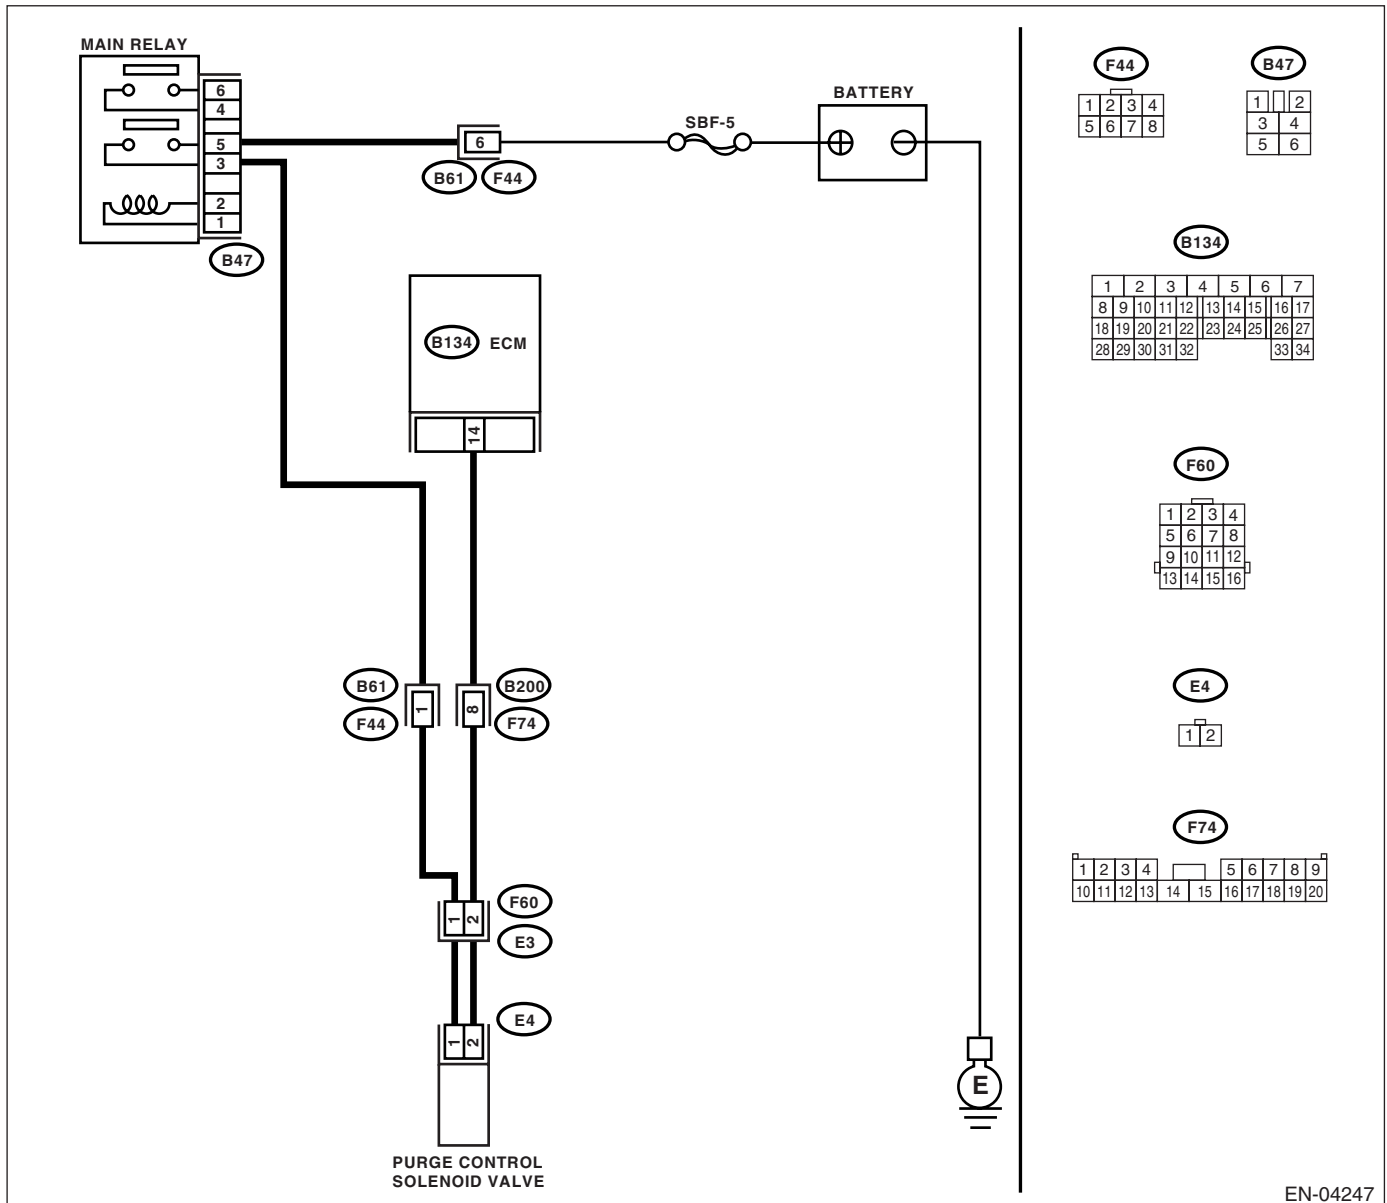 MAIN RELAY
6
4
5
3
2
1
B47
6
B61 F44
SBF-5
BATTERY
B134 ECM
14
B61
F44
1
8
B200
F74
1 2
F60
E3
E4
1 2
PURGE CONTROL
SOLENOID VALVE
E
F44
1 2 3 4
5 6 7 8
B47
1 2
3 4
5 6
B134
1 2 3 4 5 6 7
8 9 10 11 12 13 14 15 16 17
18 19 20 21 22 23 24 25 26 27
28 29 30 31 32 33 34
F60
1 2 3 4
5 6 7 8
9 10 11 12
13 14 15 16
E4
1 2
F74
1 2 3 4 5 6 7 8 9
10 11 12 13 14 15 16 17 18 19 20
EN-04247